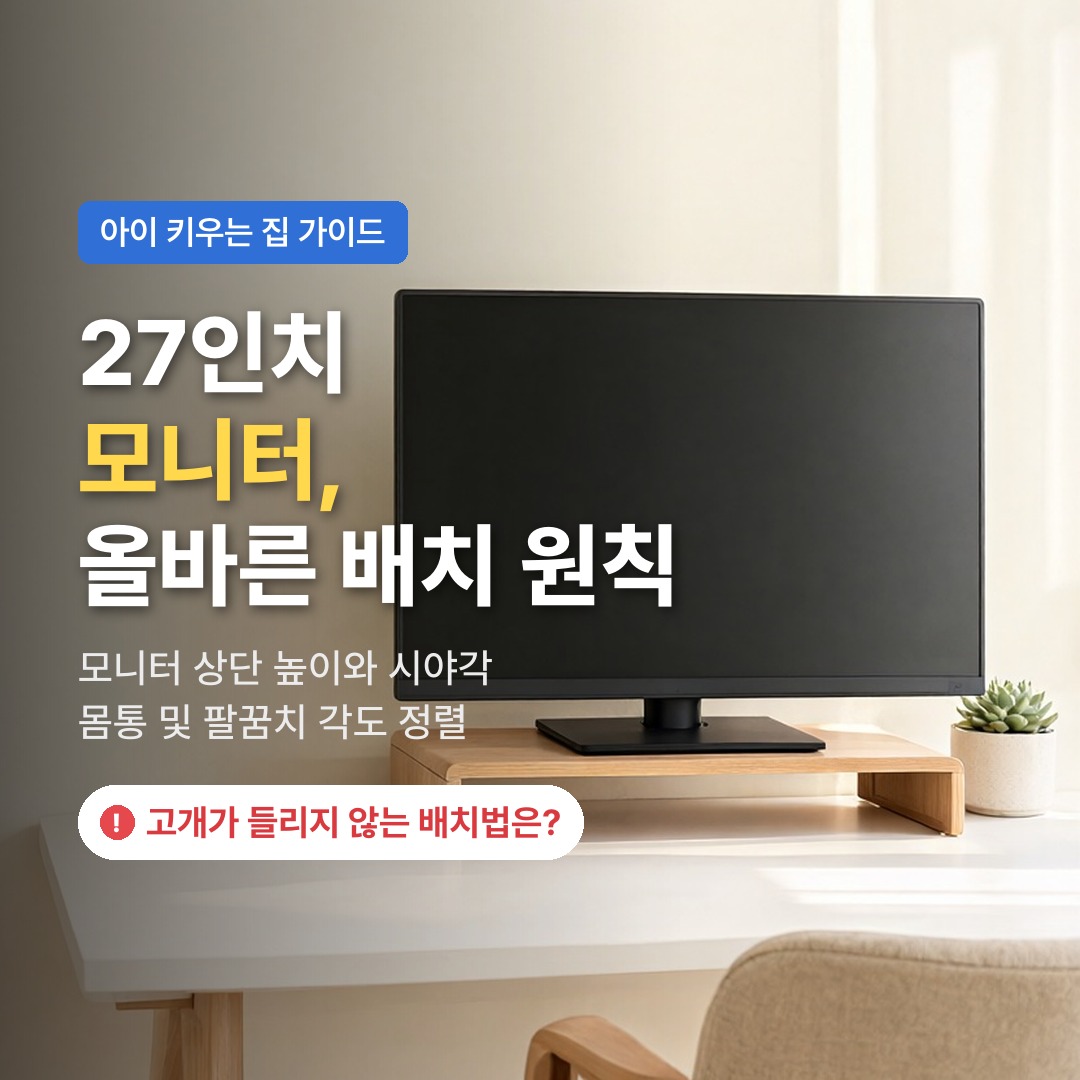 아이 키우는 집 가이드
27인치
모니터,
올바른 배치 원칙
모니터 상단 높이와 시야각
몸통 및 팔꿈치 각도 정렬
! 고개가 들리지 않는 배치법은?